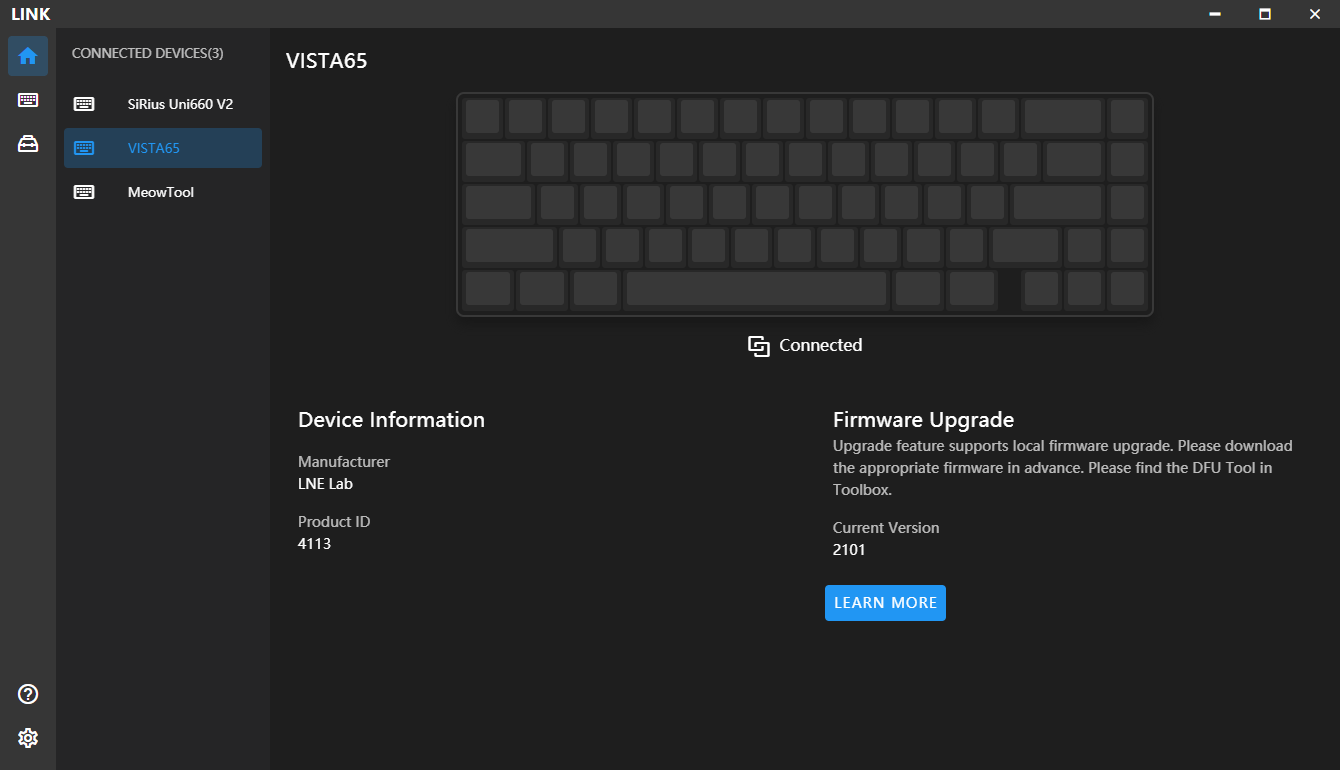 LINK
CONNECTED DEVICES(3)
SiRius Uni660 V2
VISTA65
MeowTool
VISTA65
Connected
Device Information
Manufacturer
LNE Lab
Product ID
4113
Firmware Upgrade
Upgrade feature supports local firmware upgrade. Please download
the appropriate firmware in advance. Please find the DFU Tool in
Toolbox.
Current Version
2101
LEARN MORE